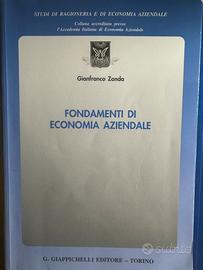 STUDI DI RAGIONERIA E DI ECONOMIA AZIENDALE
Collana accreditata presso
l'Accademia Italiana di Economia Aziendale
Gianfranco Zanda
FONDAMENTI DI
ECONOMIA AZIENDALE
G. GIAPPICHELLI EDITORE – TORINO
subito